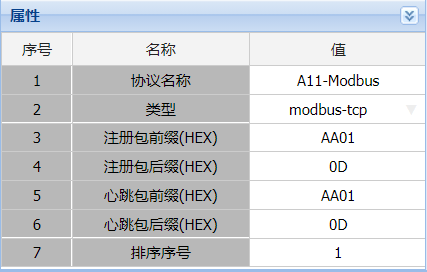 属性
序号 名称 值
1 协议名称 A11-Modbus
2 类型 modbus-tcp
3 注册包前缀(HEX) AA01
4 注册包后缀(HEX) 0D
5 心跳包前缀(HEX) AA01
6 心跳包后缀(HEX) 0D
7 排序序号 1